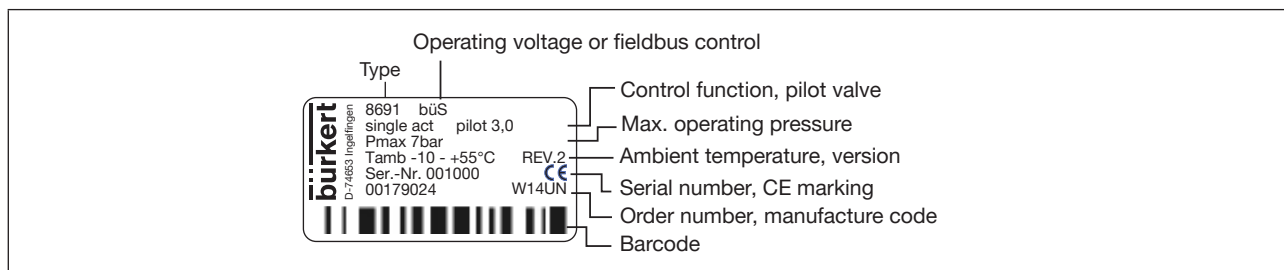 Operating voltage or fieldbus control
Type
bürkert
D-74653 Ingelfingen
8691 büS
single act pilot 3,0
Pmax 7bar
Tamb -10 - +55°C REV.2
Ser.-Nr. 001000 CE
00179024 W14UN
Control function, pilot valve
Max. operating pressure
Ambient temperature, version
Serial number, CE marking
Order number, manufacture code
Barcode